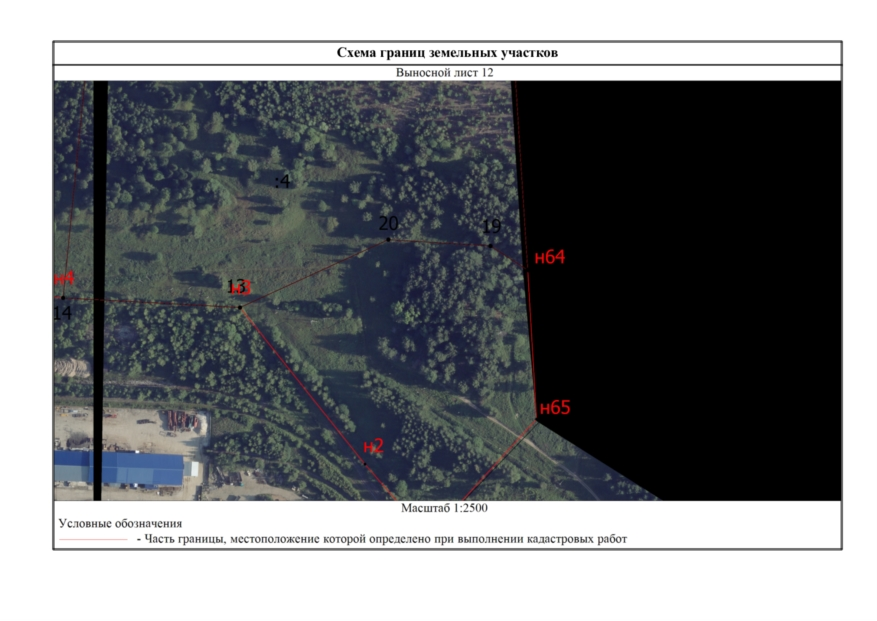 Схема границ земельных участков
Выносной лист 12
:4
20
19
н64
н4
13
н3
14
н65
н2
Масштаб 1:2500
Условные обозначения
- Часть границы, местоположение которой определено при выполнении кадастровых работ